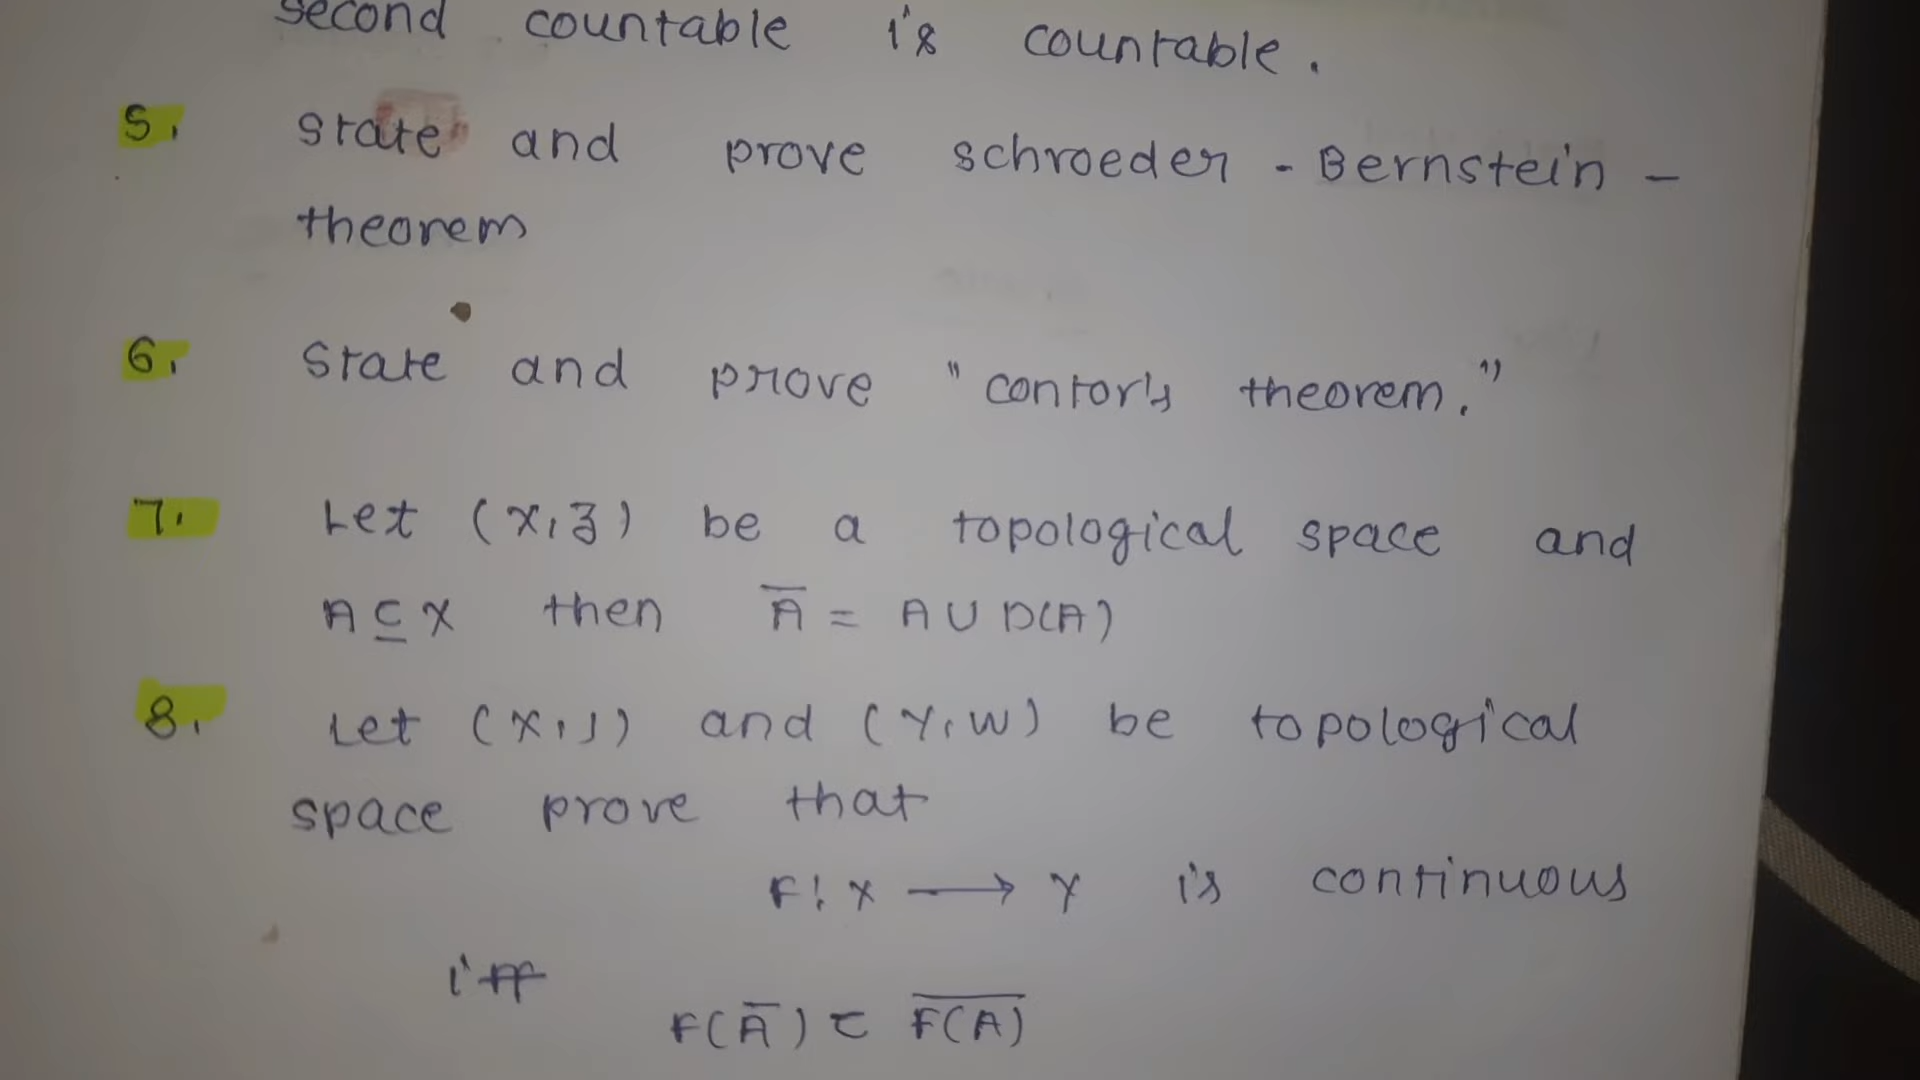 second countable is countable.
5. state and prove schroeder - Bernstein -
theorem
6. State and prove "contor's theorem."
7. Let (X, ℑ) be a topological space and
A ⊆ X then A̅ = A ∪ D(A)
8. Let (X, J) and (Y, W) be topological
space prove that
F: X ⟶ Y is continuous
iff
F(A̅) ⊂ \overline{F(A)}